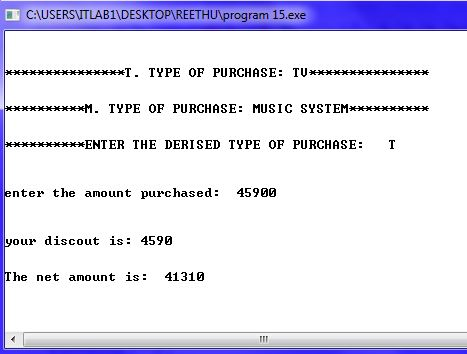 C:\USERS\ITLAB1\DESKTOP\REETHU\program 15.exe
***************T. TYPE OF PURCHASE: TV***************
**********M. TYPE OF PURCHASE: MUSIC SYSTEM**********
**********ENTER THE DERISED TYPE OF PURCHASE:   T
enter the amount purchased:  45900
your discout is: 4590
The net amount is:  41310